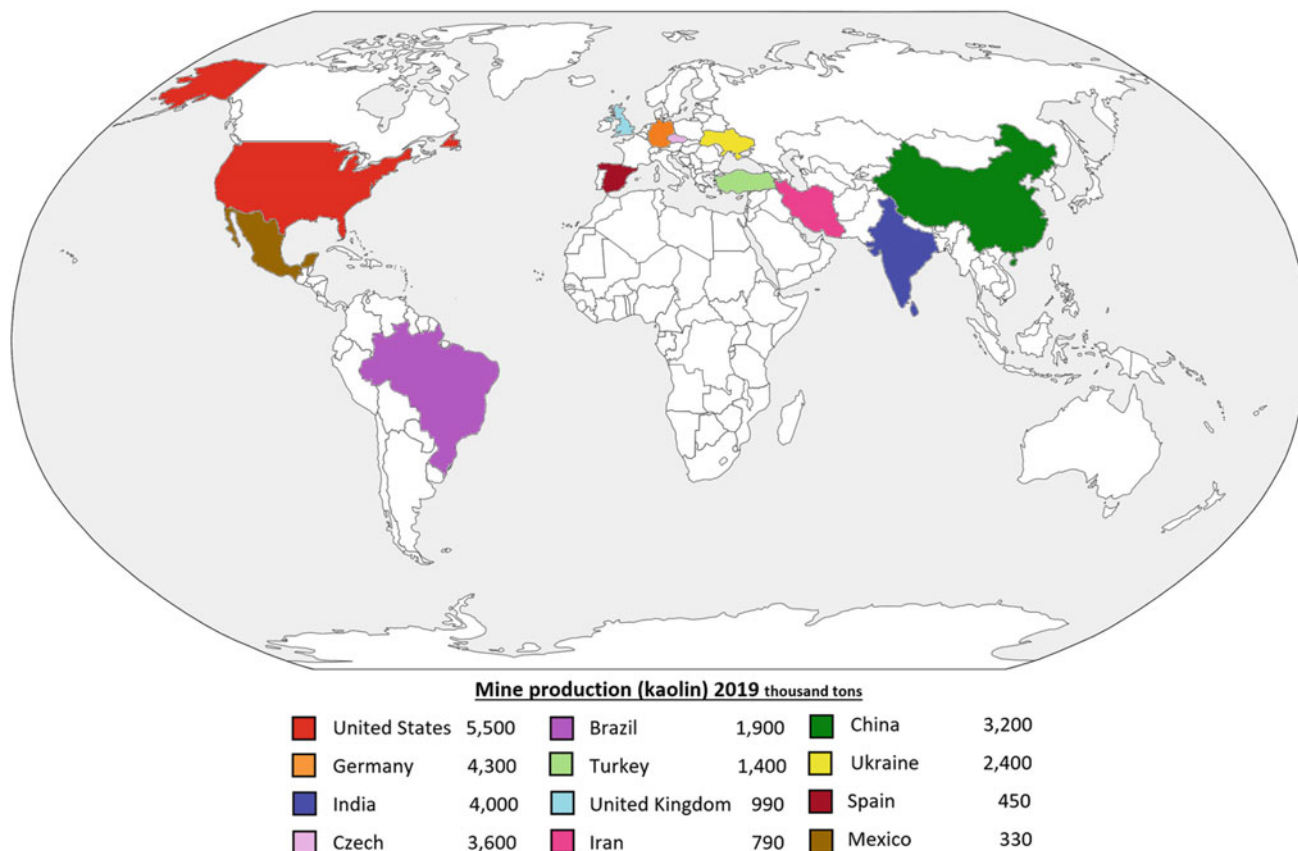 Mine production (kaolin) 2019 thousand tons
United States 5,500 Brazil 1,900 China 3,200
Germany 4,300 Turkey 1,400 Ukraine 2,400
India 4,000 United Kingdom 990 Spain 450
Czech 3,600 Iran 790 Mexico 330